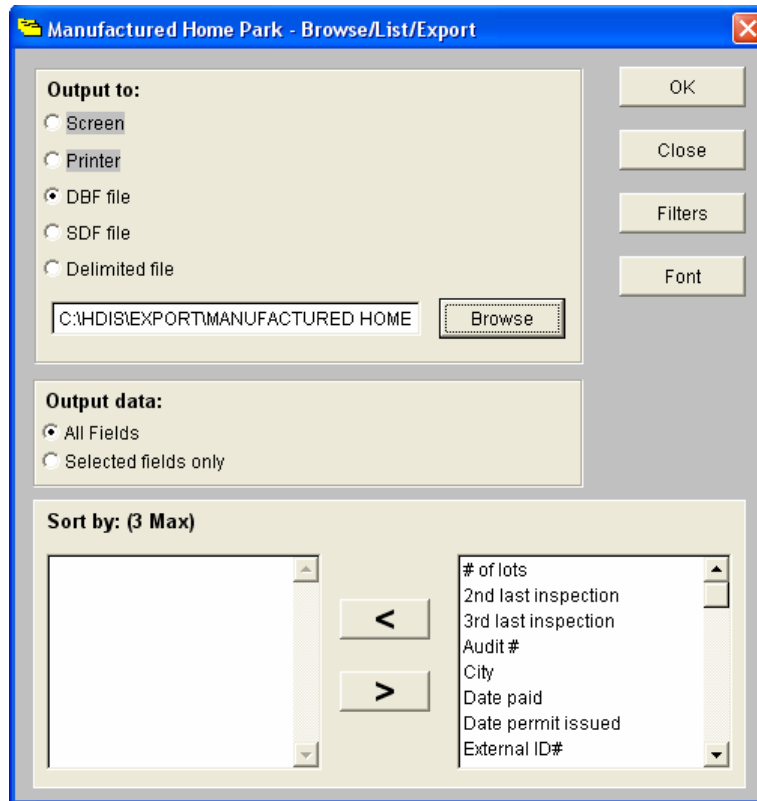 Manufactured Home Park - Browse/List/Export
Output to:
Screen
Printer
DBF file
SDF file
Delimited file
C:\HDIS\EXPORT\MANUFACTURED HOME
Browse
OK
Close
Filters
Font
Output data:
All Fields
Selected fields only
Sort by: (3 Max)
<
>
# of lots
2nd last inspection
3rd last inspection
Audit #
City
Date paid
Date permit issued
External ID#